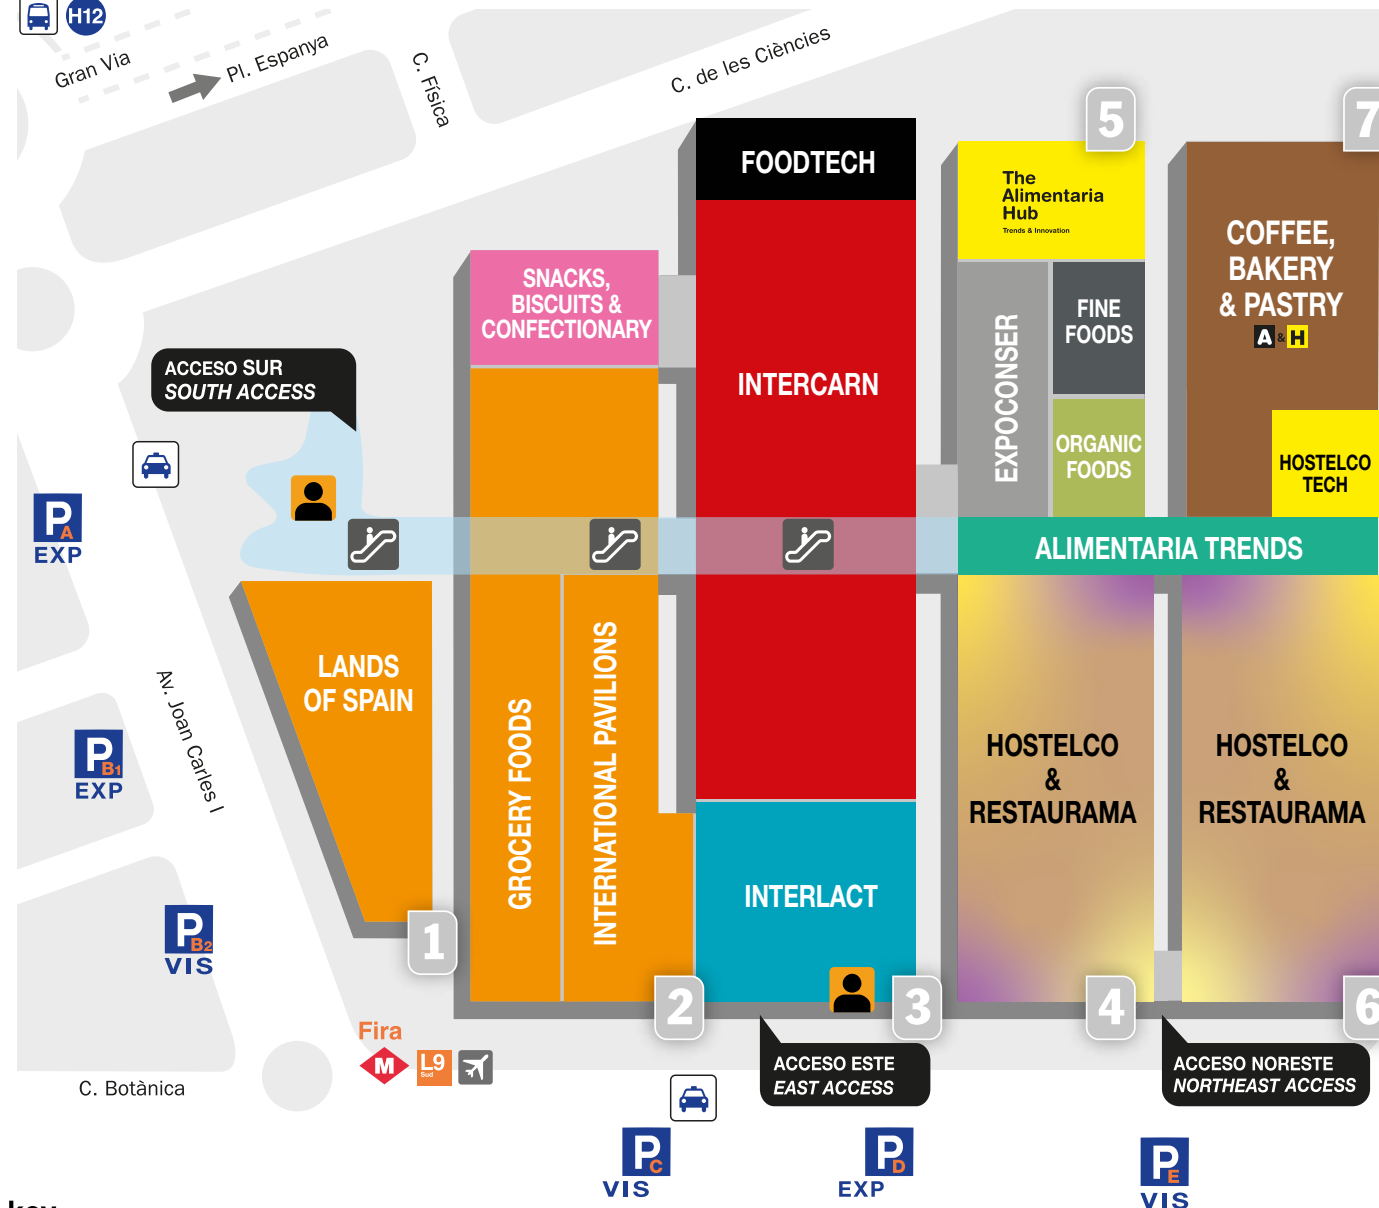 H12
Gran Via
Pl. Espanya
C. Física
C. de les Ciències
5
7
FOODTECH
The
Alimentaria
Hub
Trends & Innovation
COFFEE,
BAKERY
& PASTRY
A & H
SNACKS,
BISCUITS &
CONFECTIONARY
FINE
FOODS
EXPOCONSER
INTERCARN
ACCESO SUR
SOUTH ACCESS
ORGANIC
FOODS
HOSTELCO
TECH
P A
EXP
ALIMENTARIA TRENDS
LANDS
OF SPAIN
GROCERY FOODS
INTERNATIONAL PAVILIONS
Av. Joan Carles I
P B1
EXP
HOSTELCO
&
RESTAURAMA
HOSTELCO
&
RESTAURAMA
INTERLACT
P B2
VIS
1
2
3
4
6
Fira
M
L9
Sud
C. Botànica
ACCESO ESTE
EAST ACCESS
ACCESO NORESTE
NORTHEAST ACCESS
P C
VIS
P D
EXP
P E
VIS